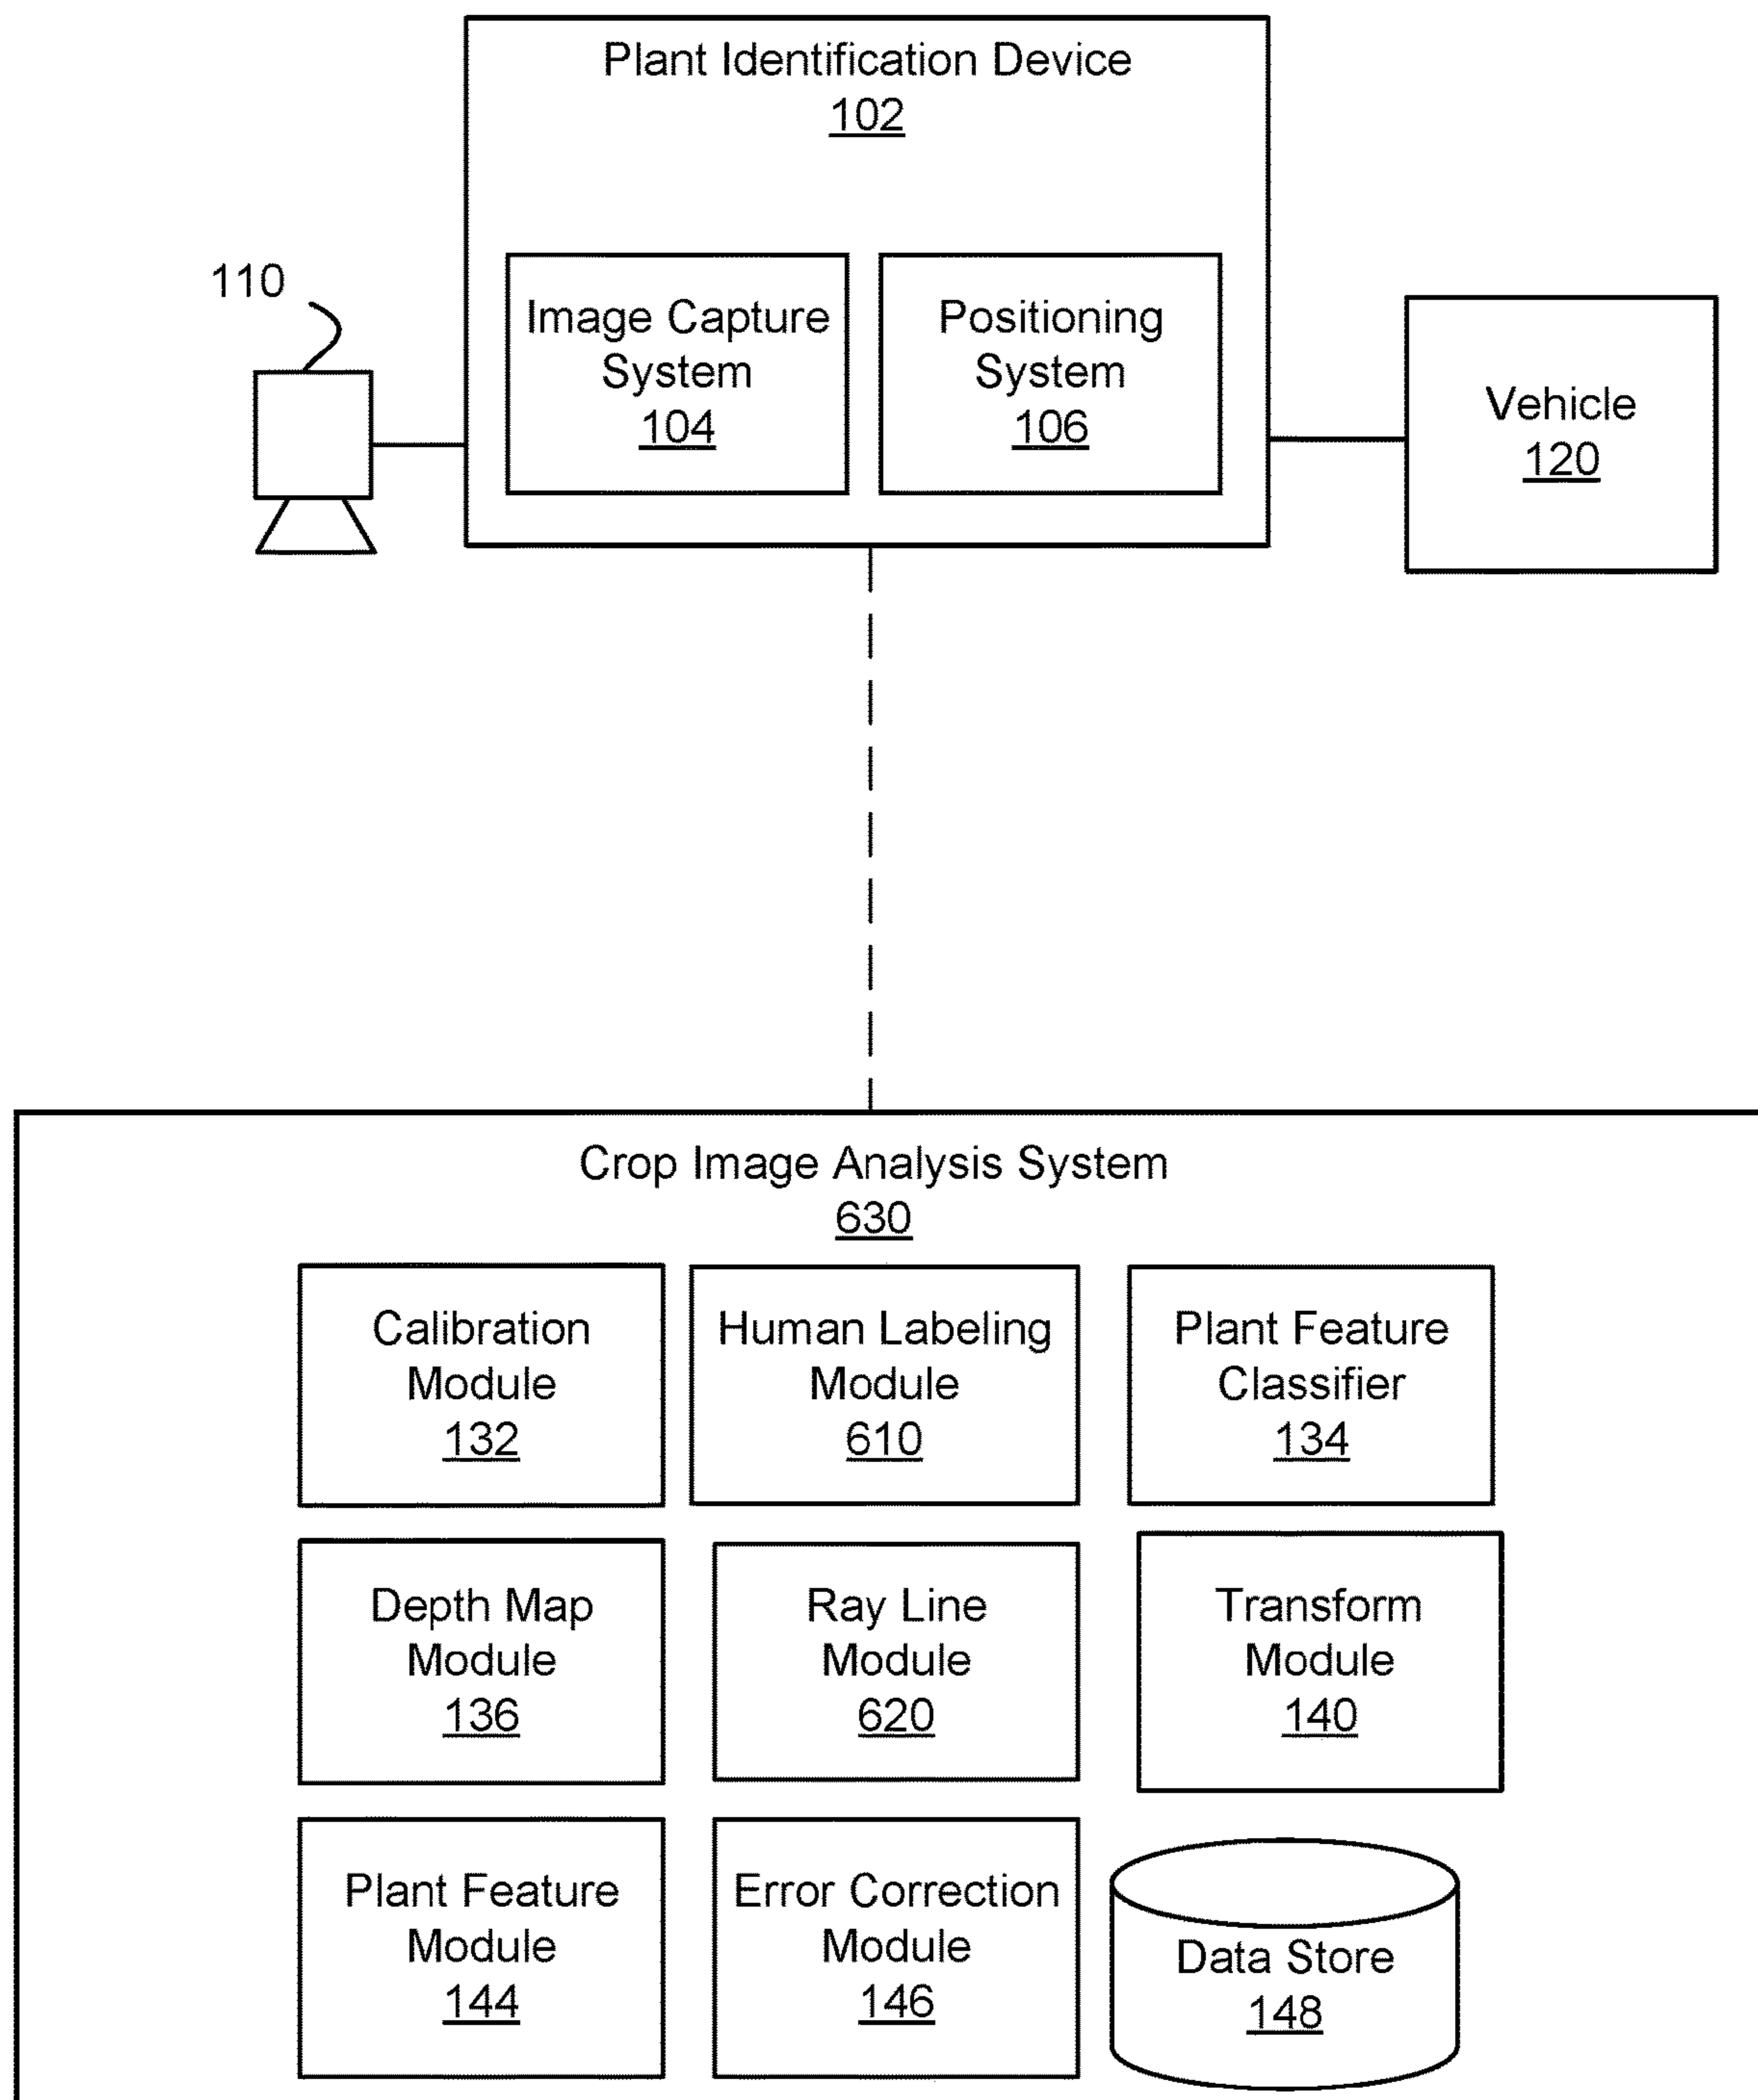 Plant Identification Device
102
110
Image Capture
System
104
Positioning
System
106
Vehicle
120
Crop Image Analysis System
630
Calibration
Module
132
Human Labeling
Module
610
Plant Feature
Classifier
134
Depth Map
Module
136
Ray Line
Module
620
Transform
Module
140
Plant Feature
Module
144
Error Correction
Module
146
Data Store
148